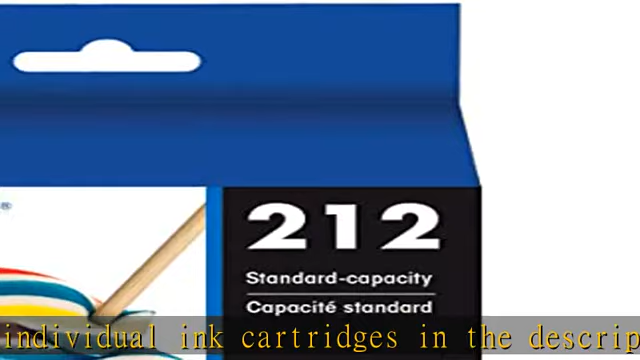 ®
212
Standard-capacity
Capacité standard
individual ink cartridges in the descrip